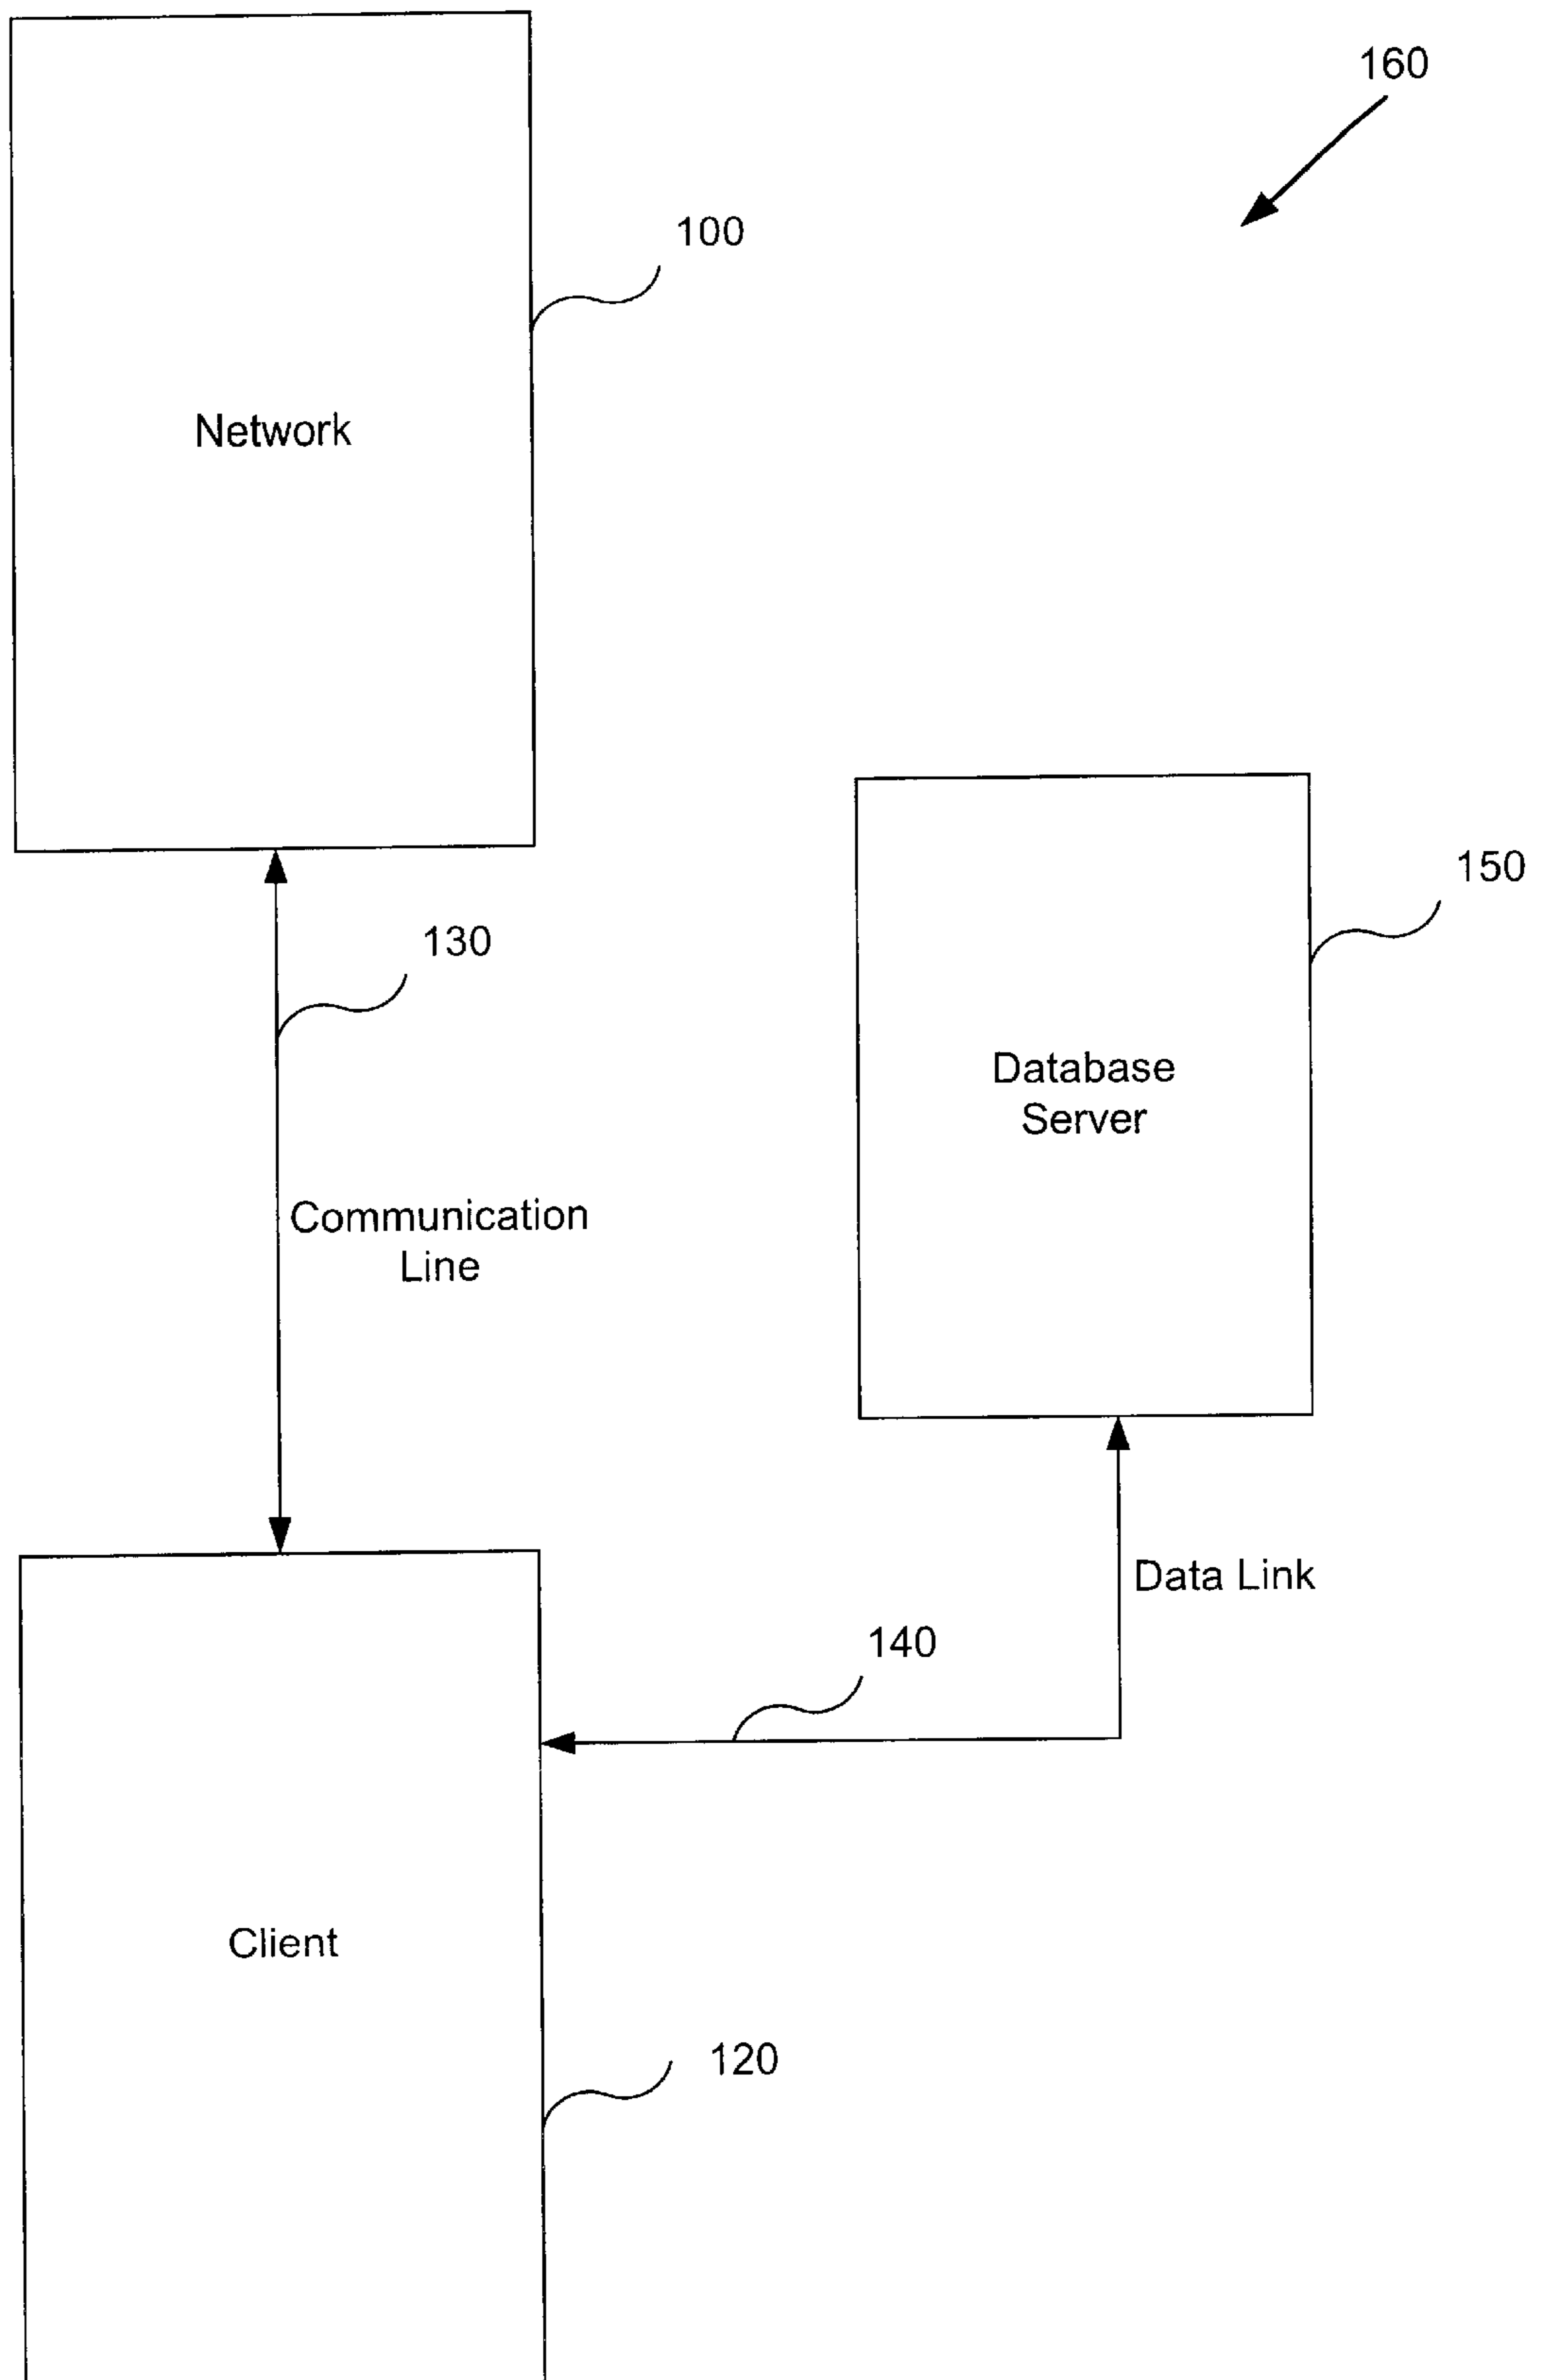 160
100
Network
150
130
Database
Server
Communication
Line
Data Link
140
Client
120